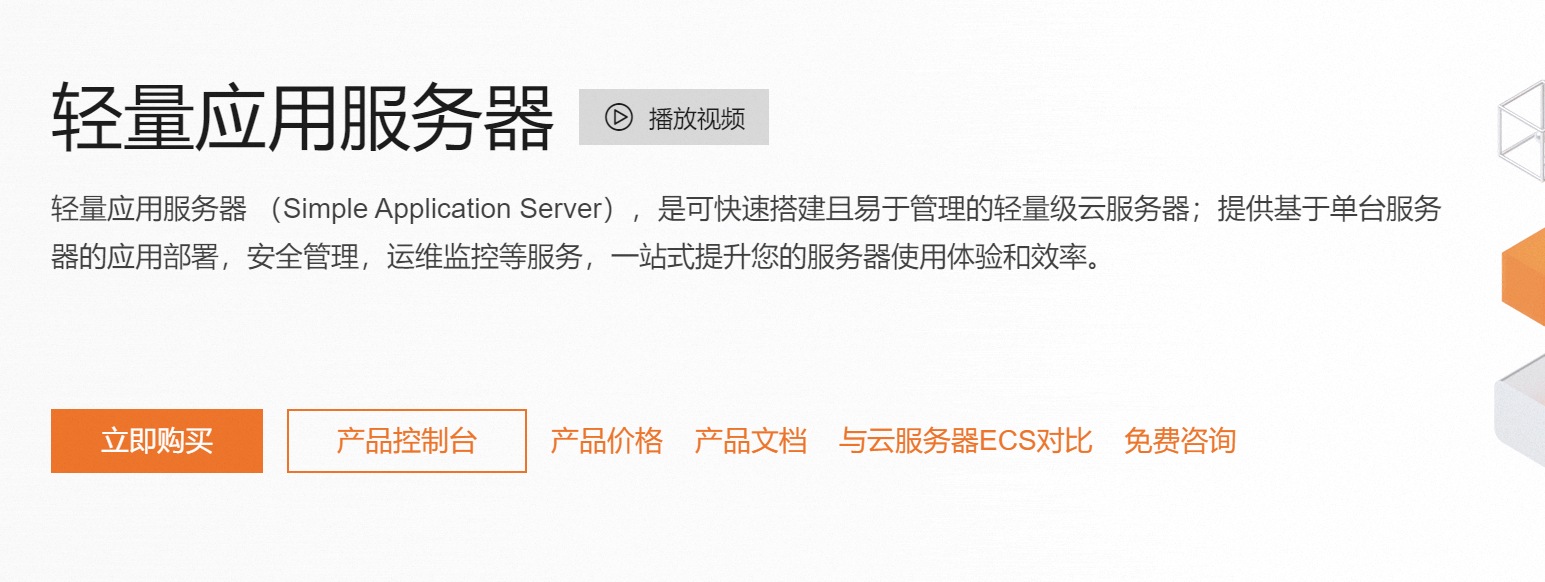 轻量应用服务器 播放视频
轻量应用服务器 （Simple Application Server），是可快速搭建且易于管理的轻量级云服务器；提供基于单台服务
器的应用部署，安全管理，运维监控等服务，一站式提升您的服务器使用体验和效率。
立即购买 产品控制台 产品价格 产品文档 与云服务器ECS对比 免费咨询